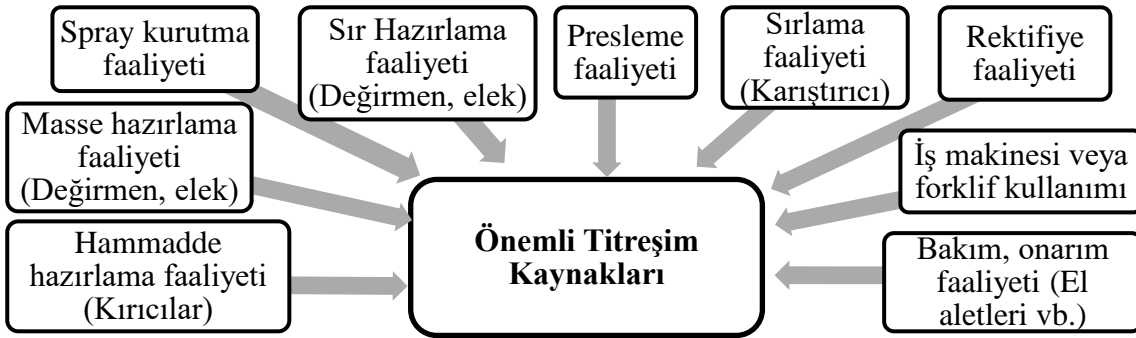 Spray kurutma
faaliyeti
Sır Hazırlama
faaliyeti
(Değirmen, elek)
Presleme
faaliyeti
Sırlama
faaliyeti
(Karıştırıcı)
Rektifiye
faaliyeti
Masse hazırlama
faaliyeti
(Değirmen, elek)
İş makinesi veya
forklif kullanımı
Hammadde
hazırlama faaliyeti
(Kırıcılar)
Önemli Titreşim
Kaynakları
Bakım, onarım
faaliyeti (El
aletleri vb.)